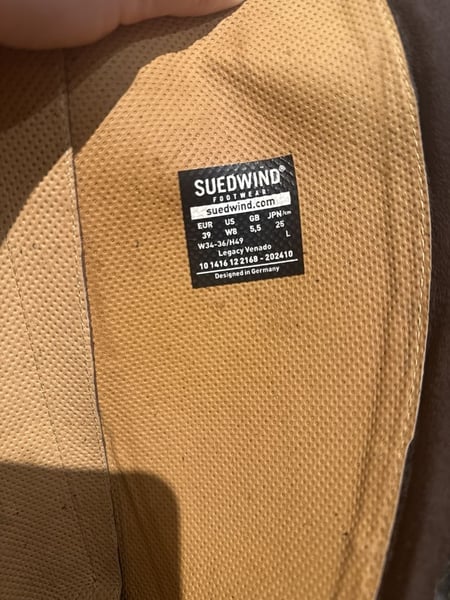 SUEDWIND®
FOOTWEAR
suedwind.com
EUR US GB JPN/km
39 W8 5,5 25
W34-36/H49 L
Legacy Venado
10 1416 12 2168 - 202410
Designed in Germany